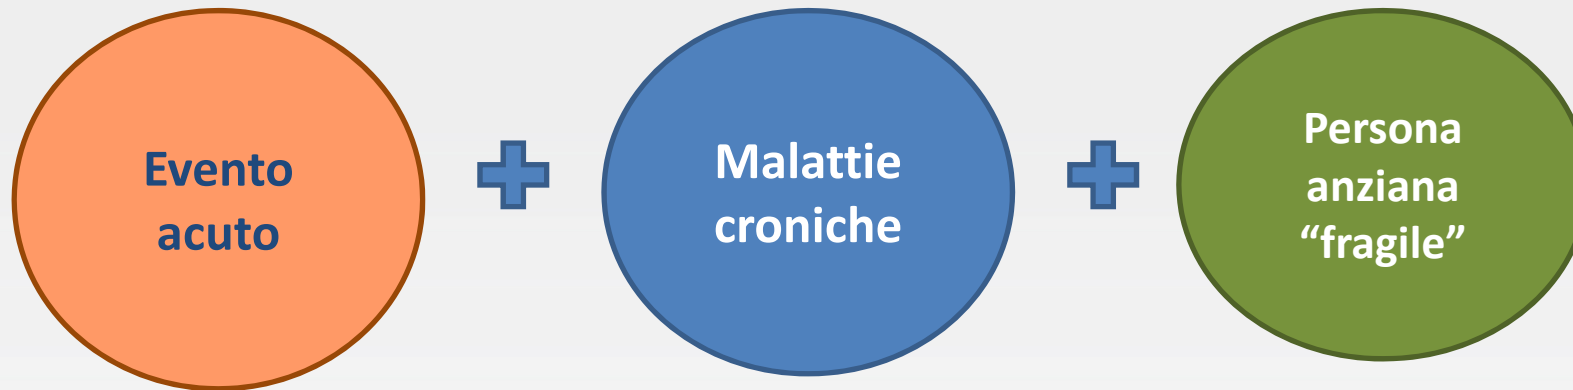 Evento
acuto
Malattie
croniche
Persona
anziana
“fragile”